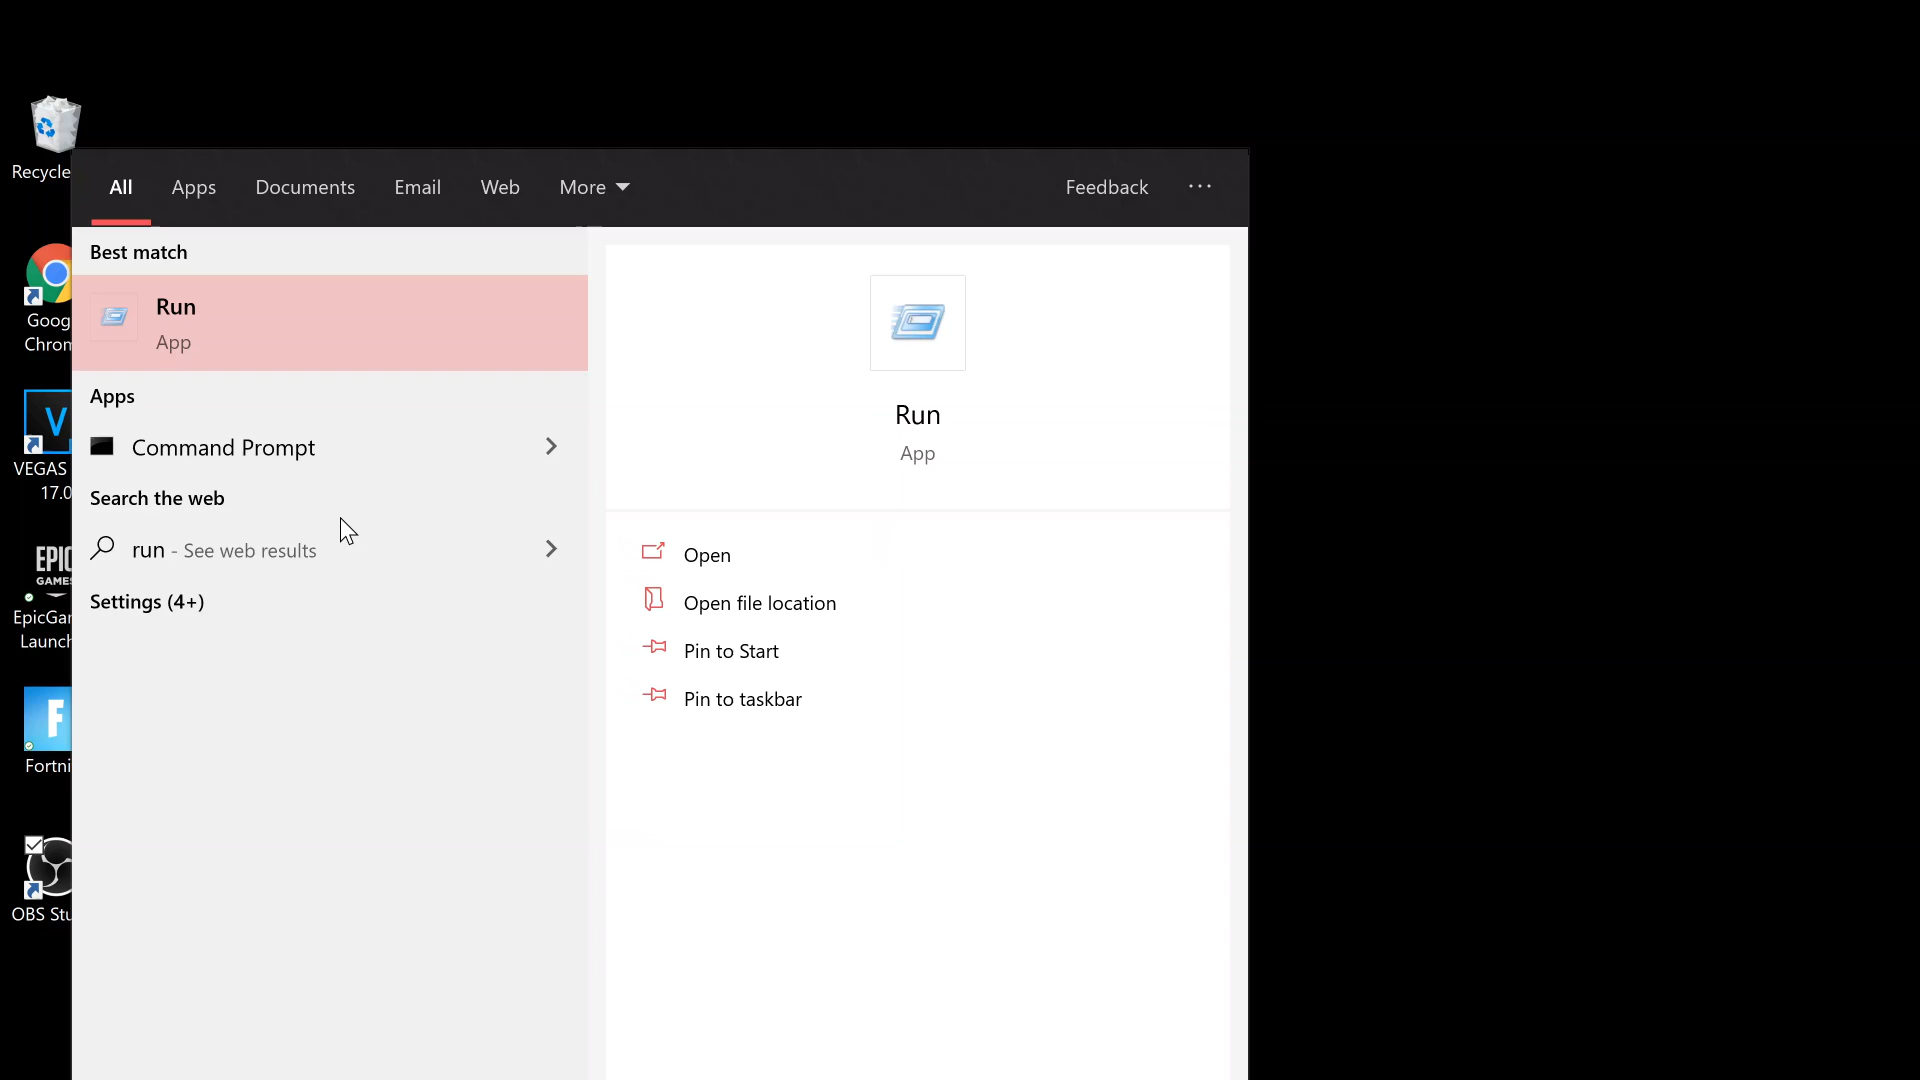 Recycle
Goog
Chrom
VEGAS
17.0
EPIC
GAMES
EpicGar
Launch
F
Fortni
OBS Stu
All
Apps
Documents
Email
Web
More
Feedback
Best match
Run
App
Apps
Command Prompt
Search the web
run - See web results
Settings (4+)
Run
App
Open
Open file location
Pin to Start
Pin to taskbar